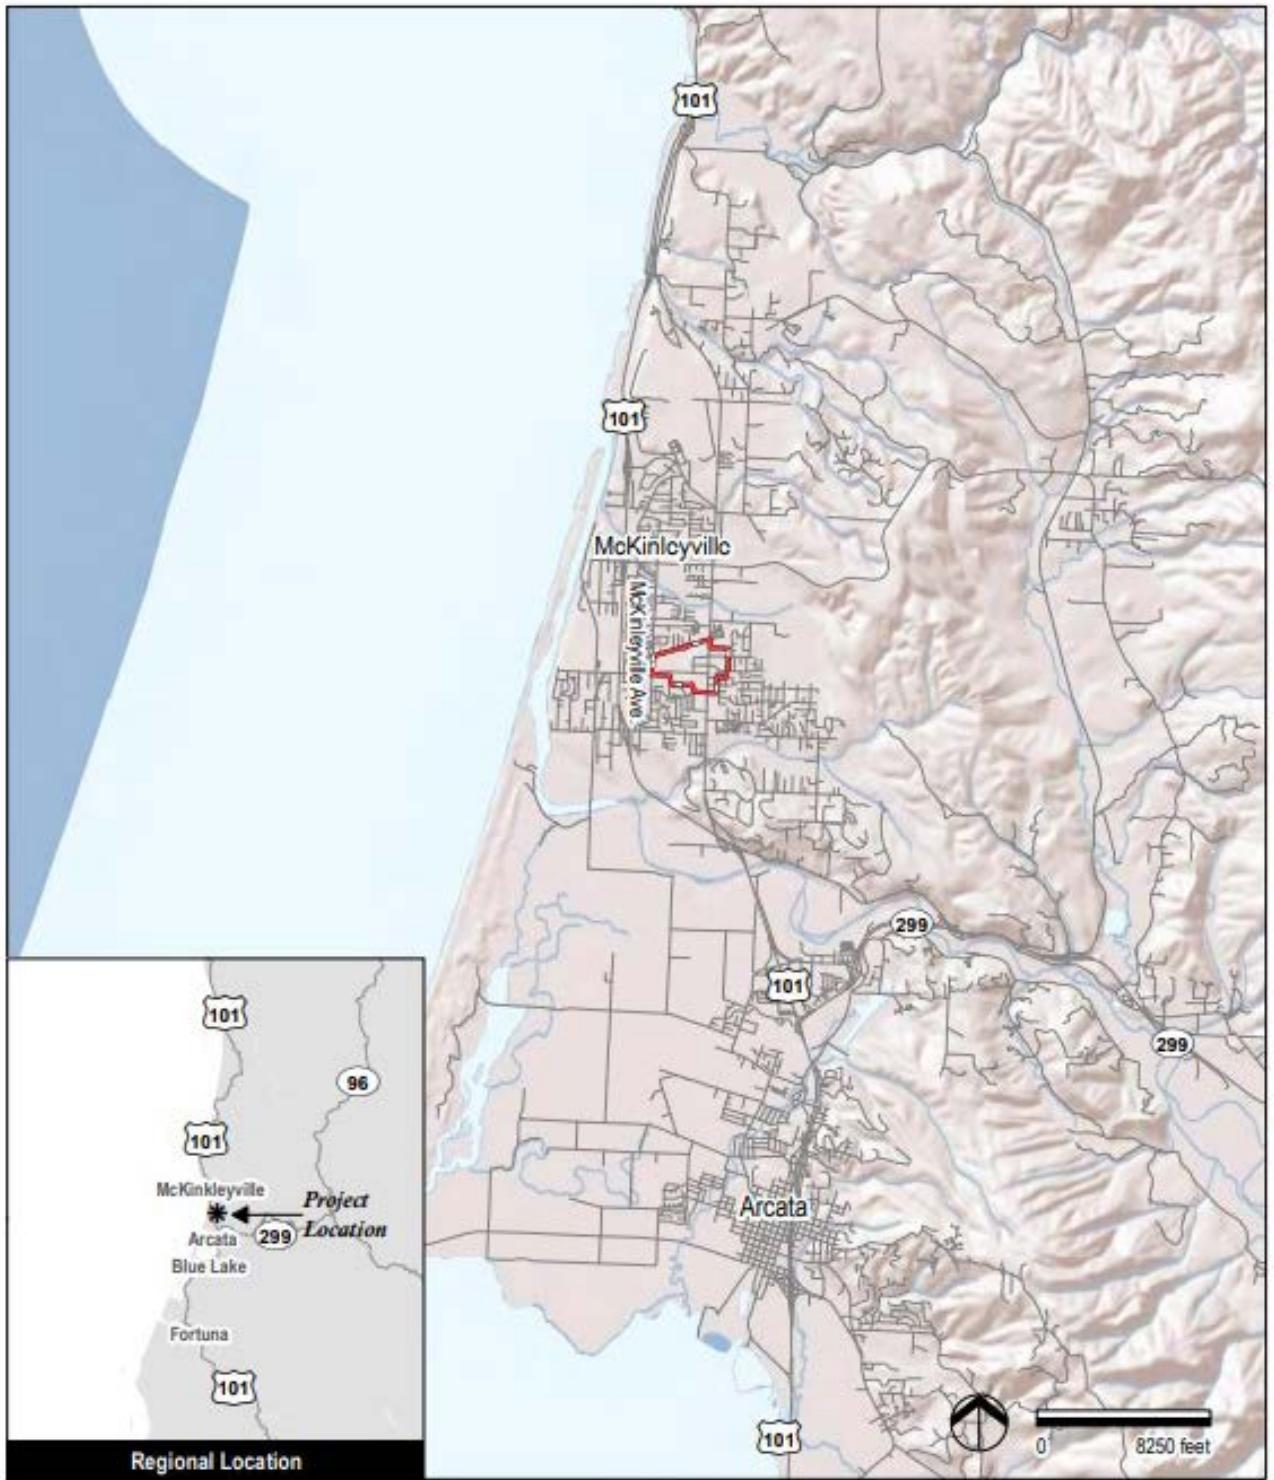 101
101
McKinleyville
McKinleyville Ave
299
101
299
Arcata
101
0
8250 feet
101
96
101
McKinkleyville
Project
Location
299
Arcata
Blue Lake
Fortuna
101
Regional Location